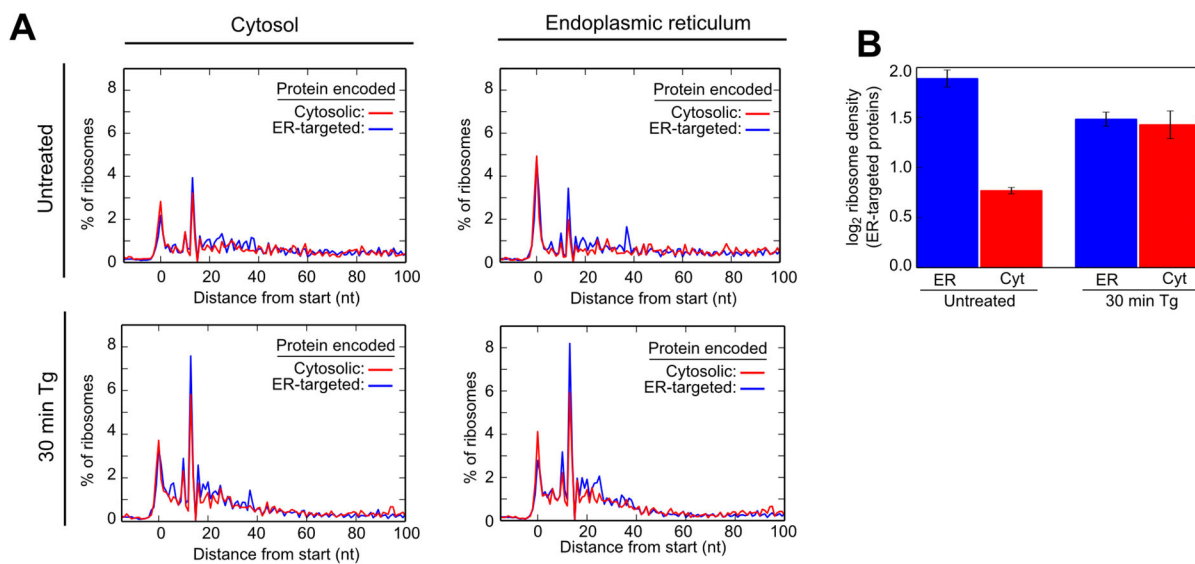 A
Cytosol
Endoplasmic reticulum
Untreated
% of ribosomes
8
6
4
2
0
Protein encoded
Cytosolic:
ER-targeted:
0 20 40 60 80 100
Distance from start (nt)
% of ribosomes
8
6
4
2
0
Protein encoded
Cytosolic:
ER-targeted:
0 20 40 60 80 100
Distance from start (nt)
30 min Tg
% of ribosomes
8
6
4
2
0
Protein encoded
Cytosolic:
ER-targeted:
0 20 40 60 80 100
Distance from start (nt)
% of ribosomes
8
6
4
2
0
Protein encoded
Cytosolic:
ER-targeted:
0 20 40 60 80 100
Distance from start (nt)
B
log2 ribosome density
(ER-targeted proteins)
2.0
1.5
1.0
0.5
0.0
ER Cyt ER Cyt
Untreated 30 min Tg